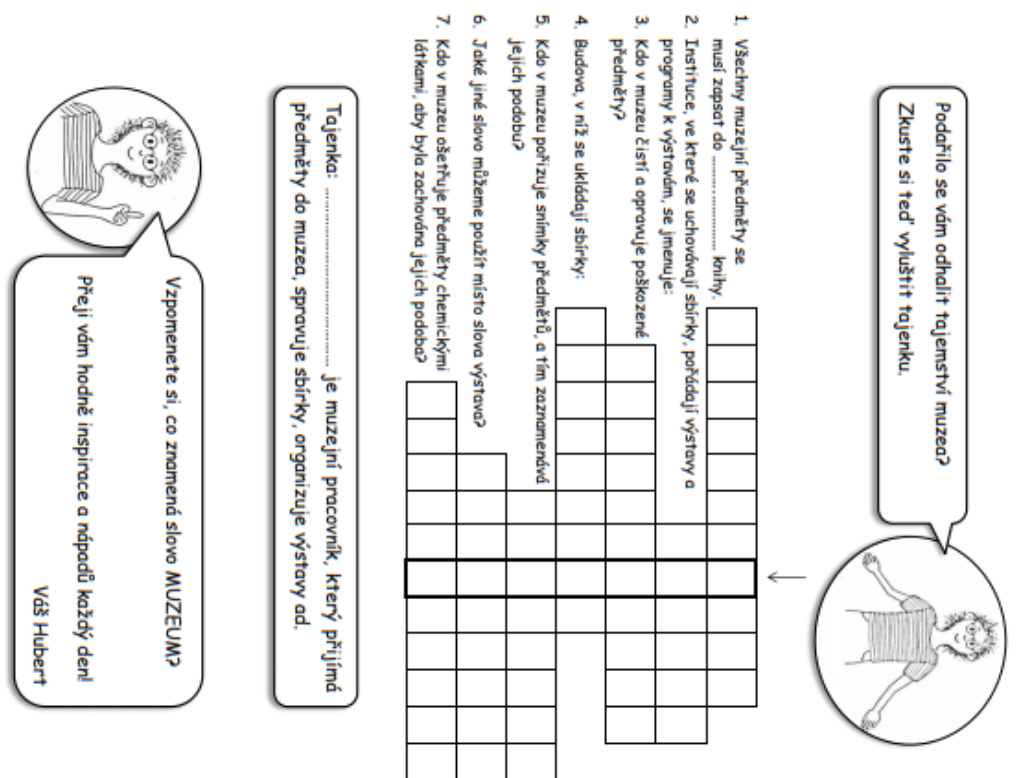 Podařilo se vám odhalit tajemství muzea?
Zkuste si teď vyluštit tajenku.
1. Všechny muzejní předměty se
musí zapsat do ........................ knihy.
2. Instituce, ve které se uchovávají sbírky, pořádají výstavy a
programy k výstavám, se jmenuje:
3. Kdo v muzeu čistí a opravuje poškozené
předměty?
4. Budova, v níž se ukládají sbírky:
5. Kdo v muzeu pořizuje snímky předmětů, a tím zaznamenává
jejich podobu?
6. Jaké jiné slovo můžeme použít místo slova výstava?
7. Kdo v muzeu ošetřuje předměty chemickými
látkami, aby byla zachována jejich podoba?
Tajenka: ........................................ je muzejní pracovník, který přijímá
předměty do muzea, spravuje sbírky, organizuje výstavy ad.
Vzpomenete si, co znamená slovo MUZEUM?
Přeji vám hodně inspirace a nápadů každý den!
Váš Hubert